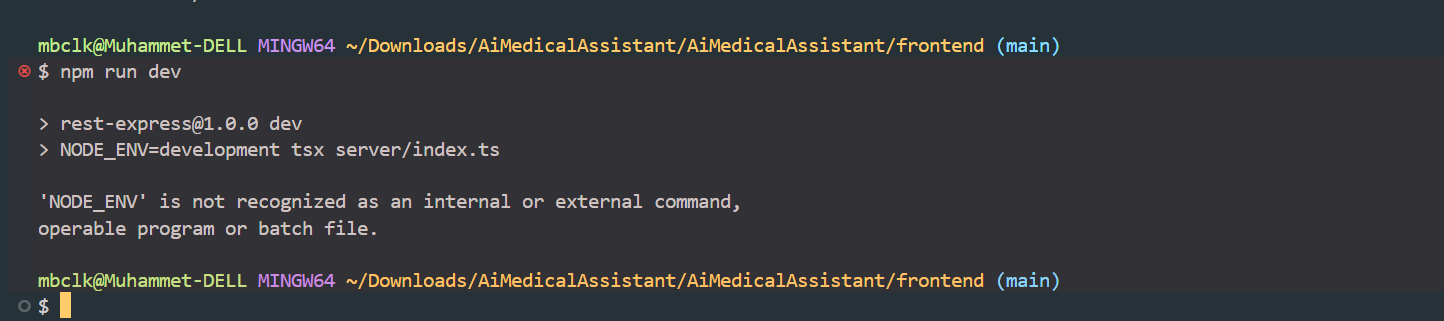 mbclk@Muhammet-DELL MINGW64 ~/Downloads/AiMedicalAssistant/AiMedicalAssistant/frontend (main)
$ npm run dev
> rest-express@1.0.0 dev
> NODE_ENV=development tsx server/index.ts
'NODE_ENV' is not recognized as an internal or external command,
operable program or batch file.
mbclk@Muhammet-DELL MINGW64 ~/Downloads/AiMedicalAssistant/AiMedicalAssistant/frontend (main)
$